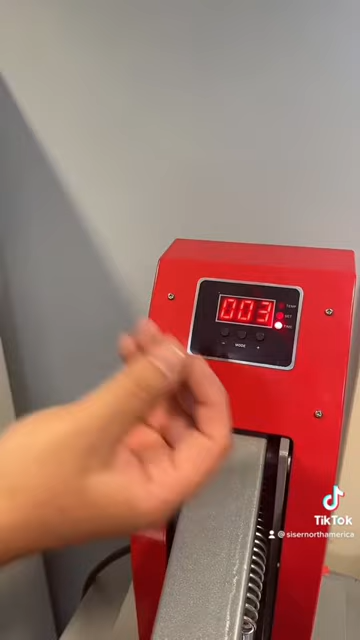 003
TEMP
SET
TIME
- MODE +
TikTok
@sisernorthamerica